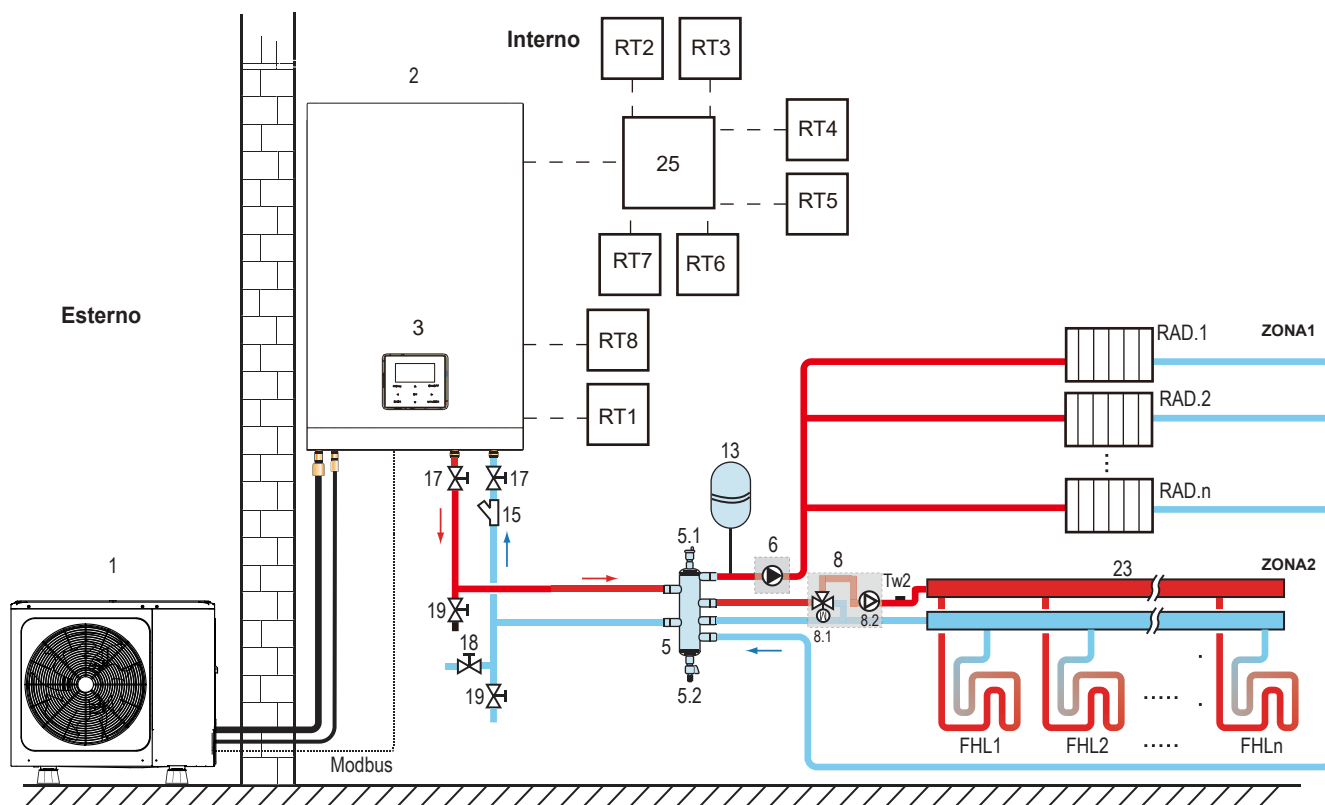 Interno
RT2
RT3
2
RT4
25
RT5
RT7
RT6
Esterno
3
RT8
RT1
RAD.1
ZONA1
RAD.2
RAD.n
17
17
15
13
5.1
6
8
Tw2
23
ZONA2
1
19
18
5
8.1
8.2
19
5.2
FHL1
FHL2
.....
FHLn
Modbus